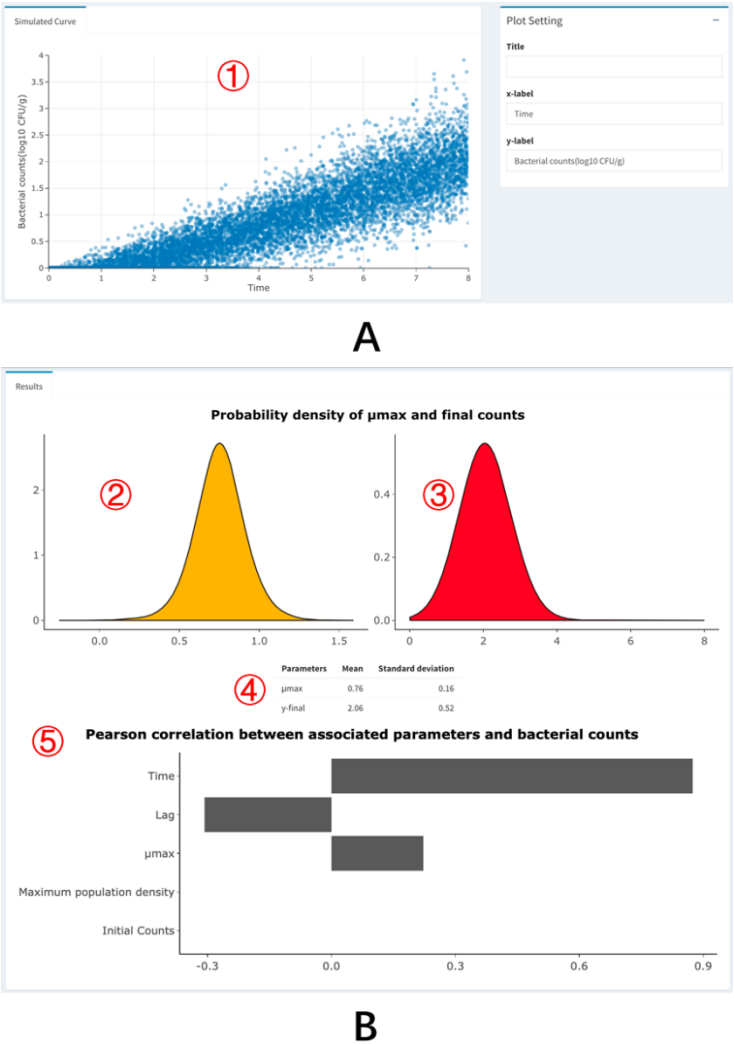 Simulated Curve
Plot Setting −
Title
x-label
Time
y-label
Bacterial counts(log10 CFU/g)
①
Bacterial counts(log10 CFU/g)
4
3.5
3
2.5
2
1.5
1
0.5
0
0 1 2 3 4 5 6 7 8
Time
A
Results
Probability density of μmax and final counts
②
2
1
0
0.0 0.5 1.0 1.5
③
0.4
0.2
0.0
0 2 4 6 8
④
Parameters Mean Standard deviation
μmax 0.76 0.16
y-final 2.06 0.52
⑤
Pearson correlation between associated parameters and bacterial counts
Time
Lag
μmax
Maximum population density
Initial Counts
-0.3 0.0 0.3 0.6 0.9
B